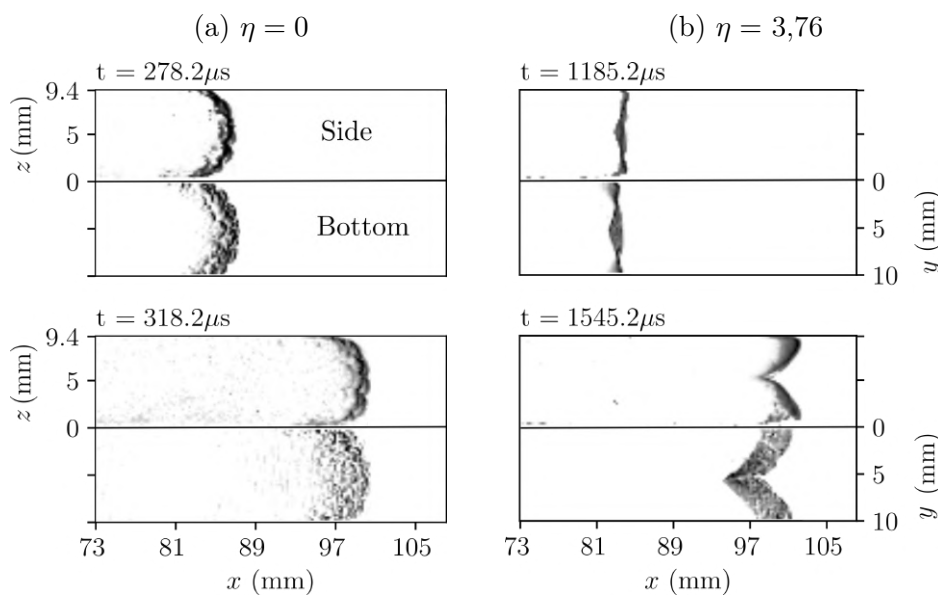 (a) η = 0
(b) η = 3,76
t = 278.2μs
t = 1185.2μs
9.4
5
0
z (mm)
Side
Bottom
0
5
10
y (mm)
t = 318.2μs
t = 1545.2μs
9.4
5
0
z (mm)
0
5
10
y (mm)
73 81 89 97 105
73 81 89 97 105
x (mm)
x (mm)